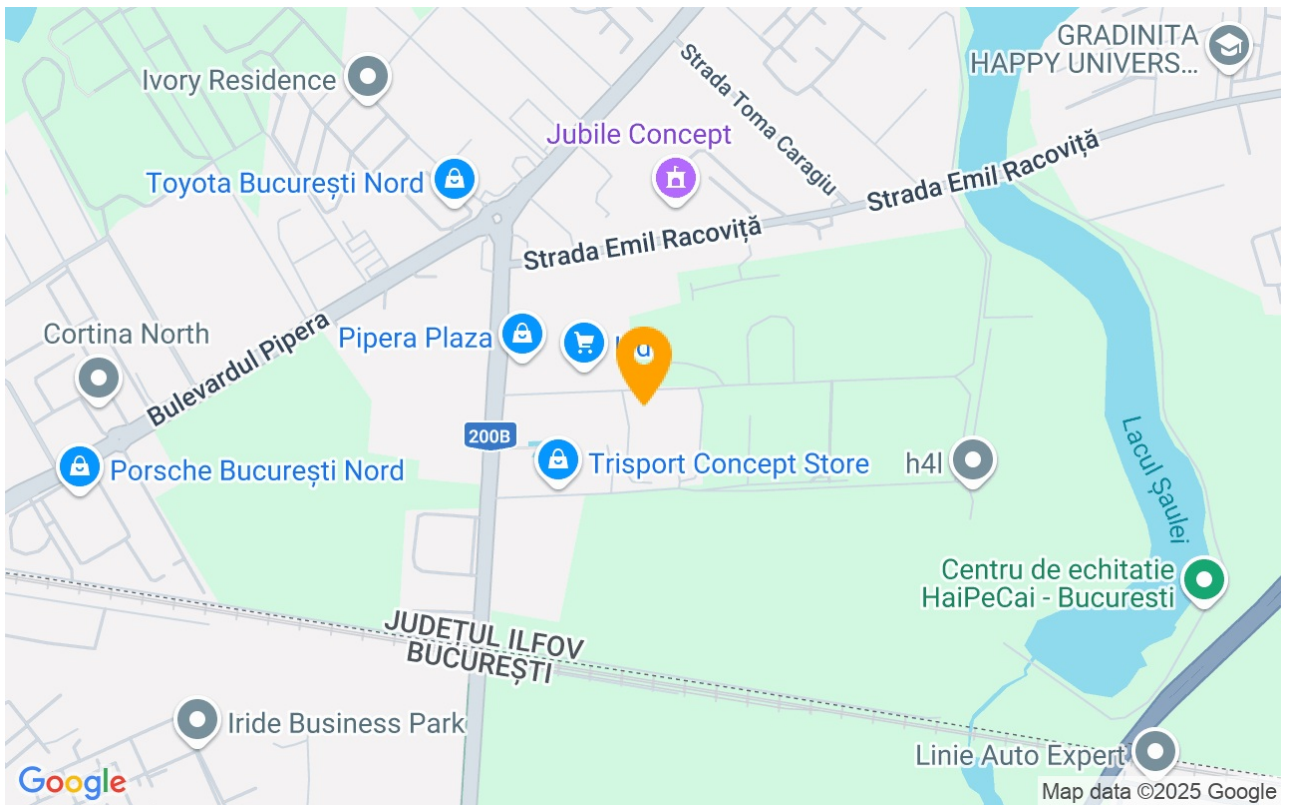 GRADINITA
HAPPY UNIVERS...
Ivory Residence
Strada Toma Caragiu
Jubile Concept
Strada Emil Racoviță
Toyota București Nord
Strada Emil Racoviță
Cortina North
Bulevardul Pipera
Pipera Plaza
200B
Lacul Șaulei
Porsche București Nord
Trisport Concept Store
h4l
Centru de echitatie
HaiPeCai - Bucuresti
JUDEȚUL ILFOV
BUCUREȘTI
Iride Business Park
Linie Auto Expert
Google
Map data ©2025 Google